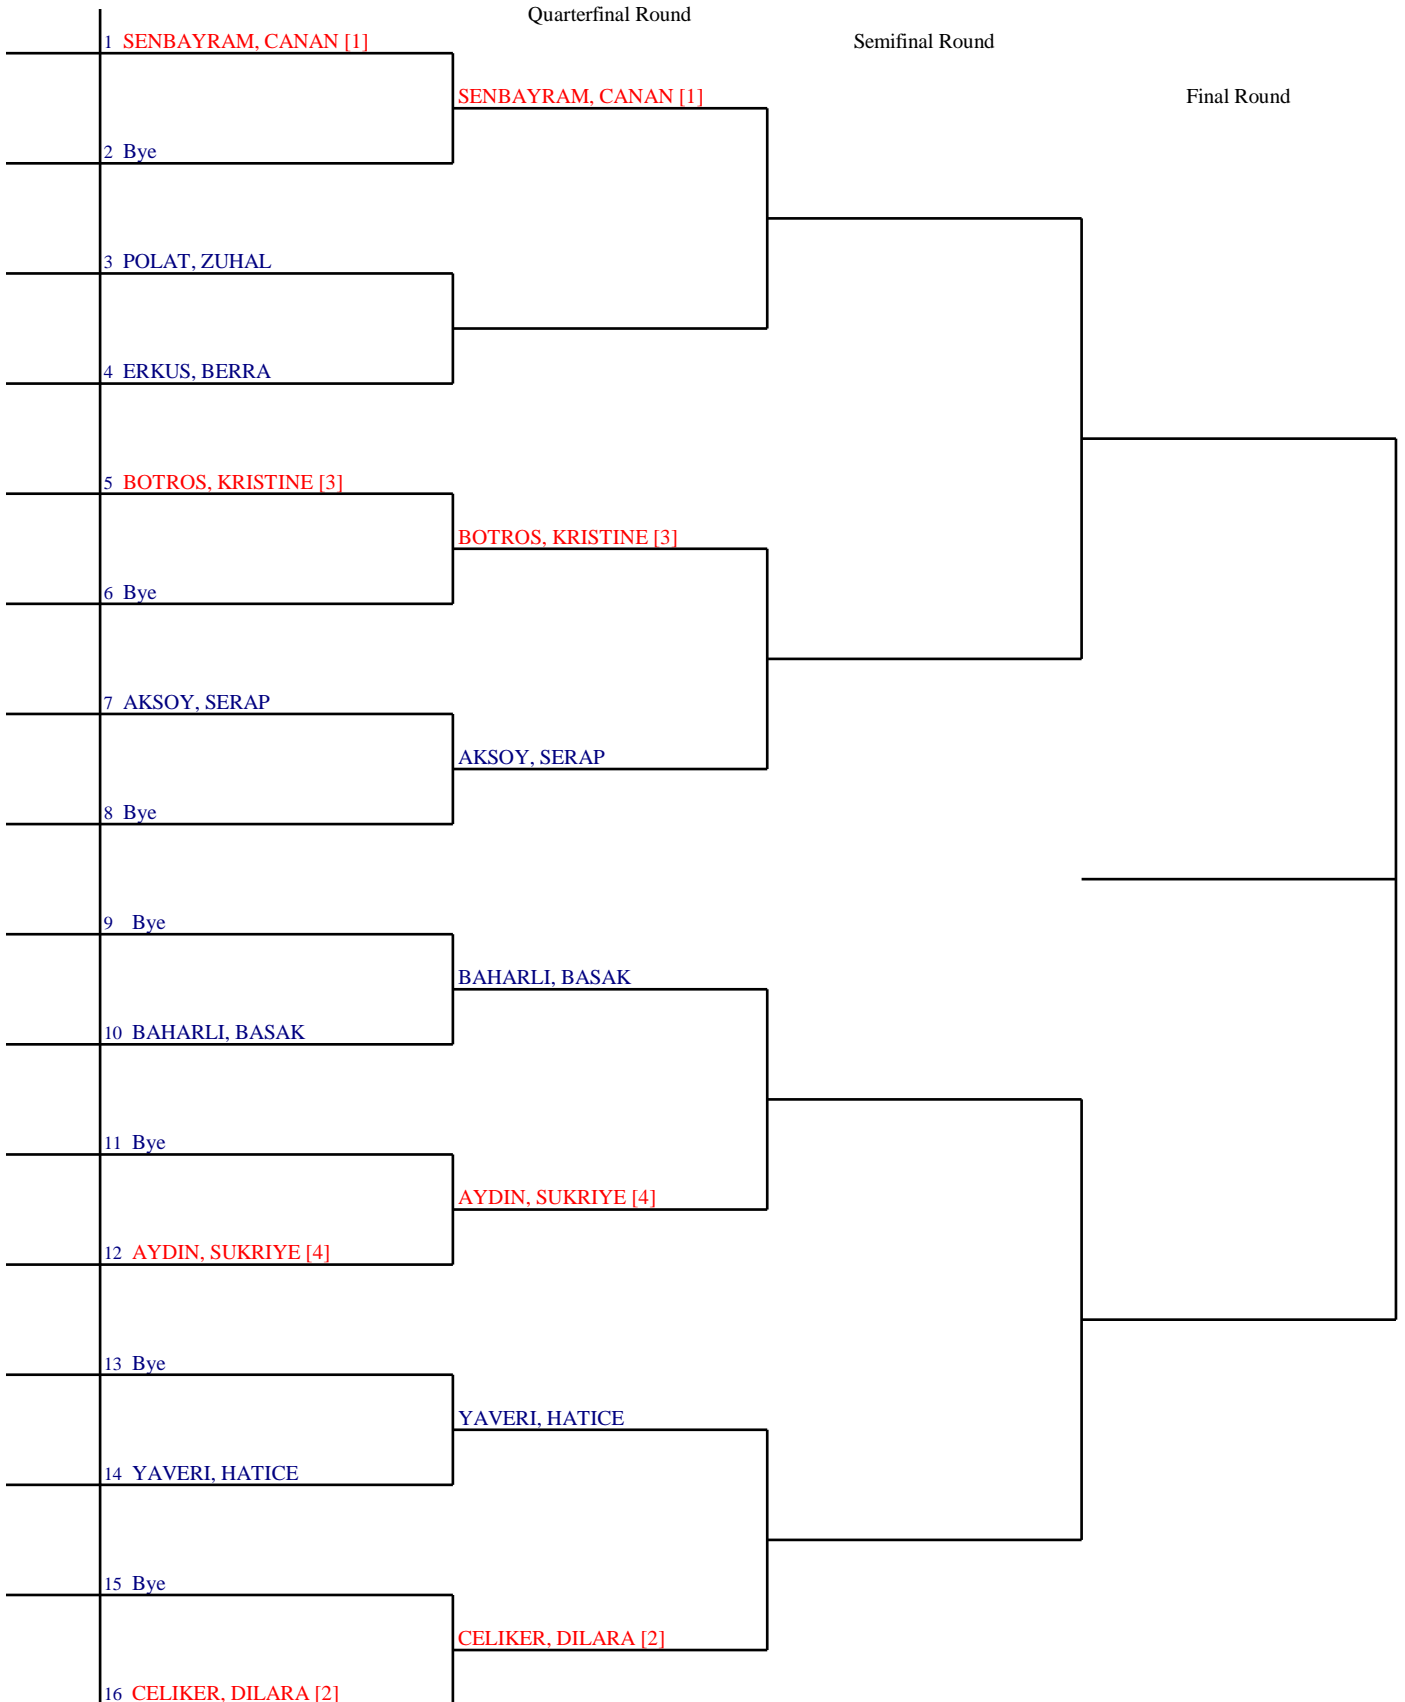 Quarterfinal Round
Semifinal Round
Final Round
1 SENBAYRAM, CANAN [1]
SENBAYRAM, CANAN [1]
2 Bye
3 POLAT, ZUHAL
4 ERKUS, BERRA
5 BOTROS, KRISTINE [3]
BOTROS, KRISTINE [3]
6 Bye
7 AKSOY, SERAP
AKSOY, SERAP
8 Bye
9 Bye
BAHARLI, BASAK
10 BAHARLI, BASAK
11 Bye
AYDIN, SUKRIYE [4]
12 AYDIN, SUKRIYE [4]
13 Bye
YAVERI, HATICE
14 YAVERI, HATICE
15 Bye
CELIKER, DILARA [2]
16 CELIKER, DILARA [2]